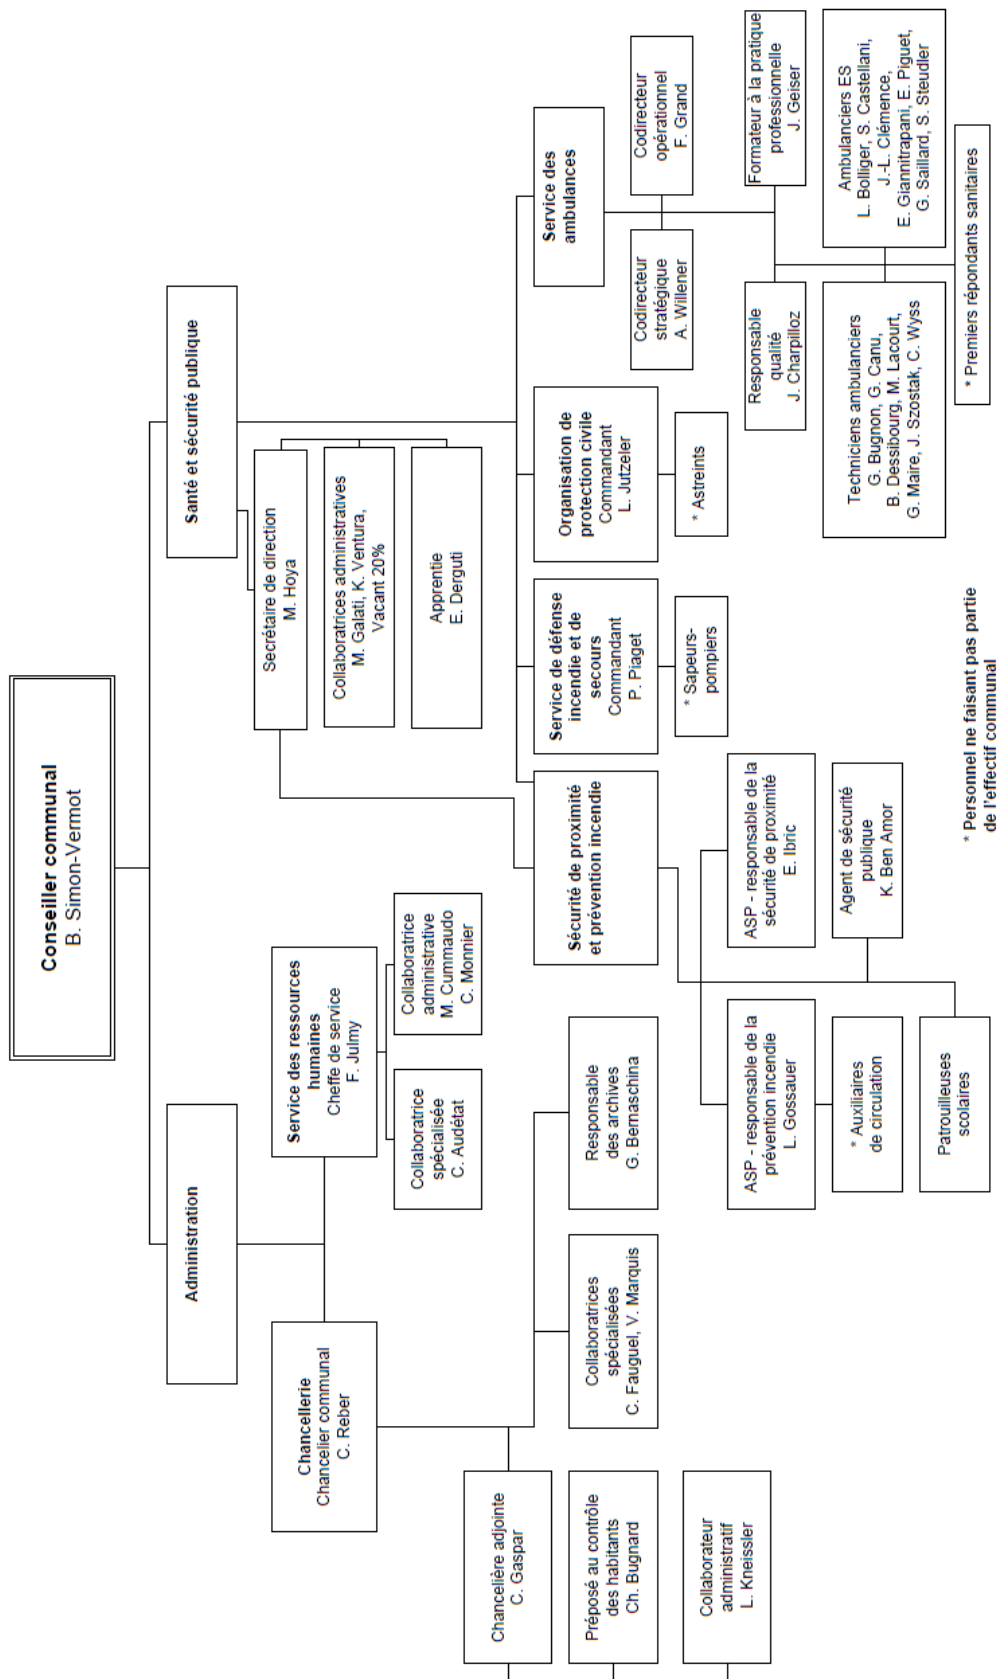 Conseiller communal
B. Simon-Vermot
Administration
Santé et sécurité publique
Chancellerie
Chancelier communal
C. Reber
Service des ressources
humaines
Cheffe de service
F. Julmy
Collaboratrice
spécialisée
C. Audétat
Collaboratrice
administrative
M. Cummaudo
C. Monnier
Chancelière adjointe
C. Gaspar
Préposé au contrôle
des habitants
Ch. Bugnard
Collaborateur
administratif
L. Kneissler
Collaboratrices
spécialisées
C. Fauguel, V. Marquis
Responsable
des archives
G. Bernaschina
Secrétaire de direction
M. Hoya
Collaboratrices administratives
M. Galati, K. Ventura,
Vacant 20%
Apprentie
E. Derguti
Sécurité de proximité
et prévention incendie
Service de défense
incendie et de
secours
Commandant
P. Piaget
Organisation de
protection civile
Commandant
L. Jutzeler
Service des
ambulances
* Sapeurs-
pompiers
* Astreints
Codirecteur
stratégique
A. Willener
Codirecteur
opérationnel
F. Grand
ASP - responsable de la
prévention incendie
L. Gossauer
ASP - responsable de la
sécurité de proximité
E. Ibric
Responsable
qualité
J. Charpilloz
Formateur à la pratique
professionnelle
J. Geiser
* Auxiliaires
de circulation
Agent de sécurité
publique
K. Ben Amor
Techniciens ambulanciers
G. Bugnon, G. Canu,
B. Dessibourg, M. Lacourt,
G. Maire, J. Szostak, C. Wyss
Ambulanciers ES
L. Bolliger, S. Castellani,
J.-L. Clémence,
E. Giannitrapani, E. Piguet,
G. Saillard, S. Steudler
Patrouilleuses
scolaires
* Premiers répondants sanitaires
* Personnel ne faisant pas partie
de l'effectif communal